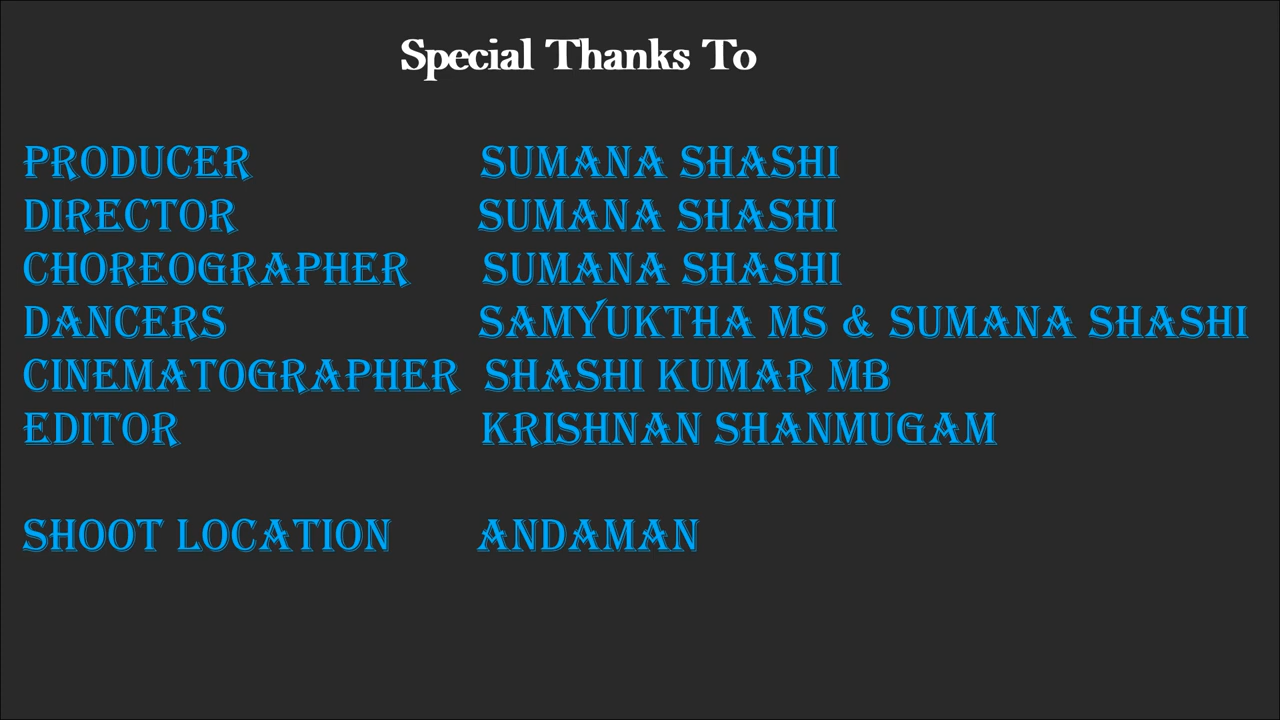 Special Thanks To
PRODUCER SUMANA SHASHI
DIRECTOR SUMANA SHASHI
CHOREOGRAPHER SUMANA SHASHI
DANCERS SAMYUKTHA MS & SUMANA SHASHI
CINEMATOGRAPHER SHASHI KUMAR MB
EDITOR KRISHNAN SHANMUGAM
SHOOT LOCATION ANDAMAN